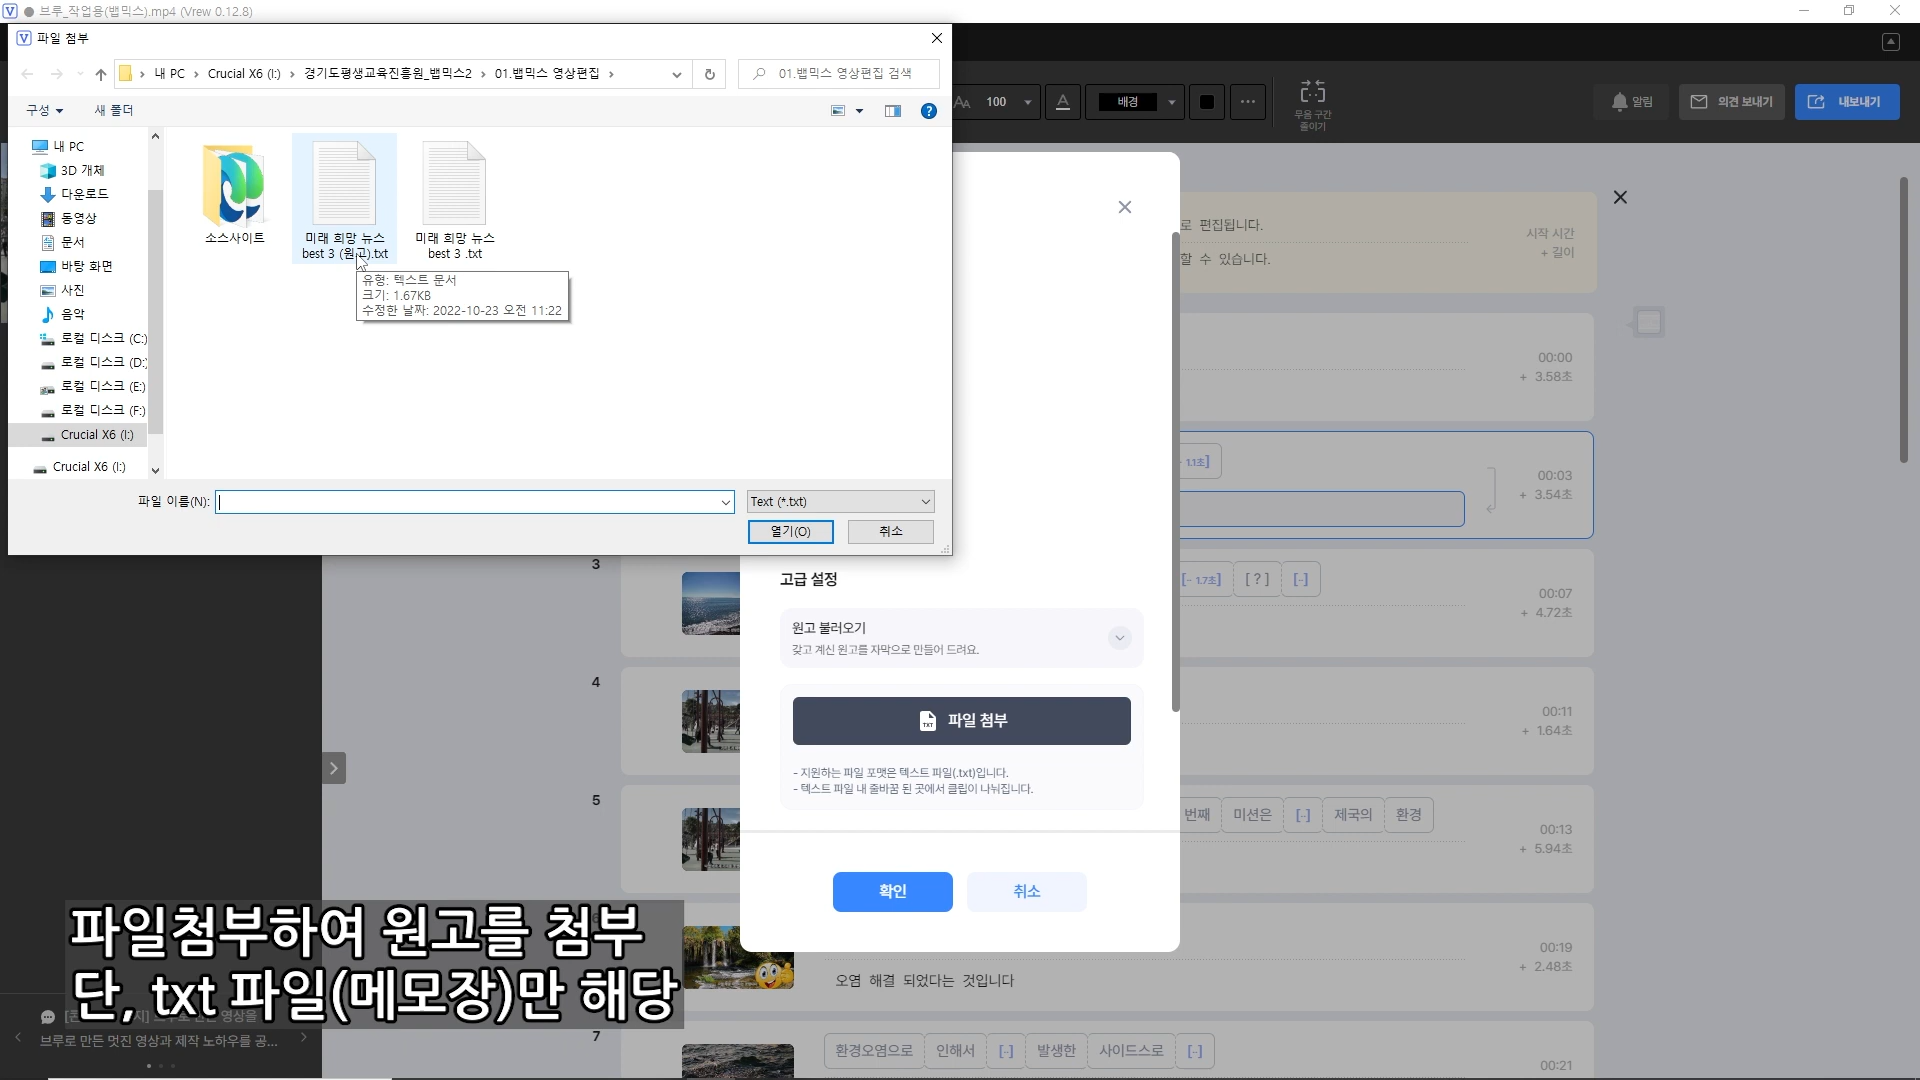 브루_작업용(뱁믹스).mp4 (Vrew 0.12.8)
파일 첨부
내 PC > Crucial X6 (I:) > 경기도평생교육진흥원_뱁믹스2 > 01.뱁믹스 영상편집 >
01.뱁믹스 영상편집 검색
구성
새 폴더
내 PC
3D 개체
다운로드
동영상
문서
바탕 화면
사진
음악
로컬 디스크 (C:)
로컬 디스크 (D:)
로컬 디스크 (E:)
로컬 디스크 (F:)
Crucial X6 (I:)
Crucial X6 (I:)
소스사이트
미래 희망 뉴스
best 3 (원고).txt
미래 희망 뉴스
best 3 .txt
유형: 텍스트 문서
크기: 1.67KB
수정한 날짜: 2022-10-23 오전 11:22
파일 이름(N):
Text (*.txt)
열기(O)
취소
100
배경
무음 구간
줄이기
알림
의견 보내기
내보내기
로 편집됩니다.
할 수 있습니다.
시작 시간
+ 길이
00:00
+ 3.58초
1.1초]
00:03
+ 3.54초
3
[~ 1.7초] [ ? ] [··]
00:07
+ 4.72초
4
00:11
+ 1.64초
5
번째 미션은 [··] 제국의 환경
00:13
+ 5.94초
오염 해결 되었다는 것입니다
00:19
+ 2.48초
7
환경오염으로 인해서 [··] 발생한 사이드스로 [··]
00:21
고급 설정
원고 불러오기
갖고 계신 원고를 자막으로 만들어 드려요.
TXT
파일 첨부
- 지원하는 파일 포맷은 텍스트 파일(.txt)입니다.
- 텍스트 파일 내 줄바꿈 된 곳에서 클립이 나눠집니다.
확인
취소
파일첨부하여 원고를 첨부
단, txt 파일(메모장)만 해당
브루로 만든 멋진 영상과 제작 노하우를 공...